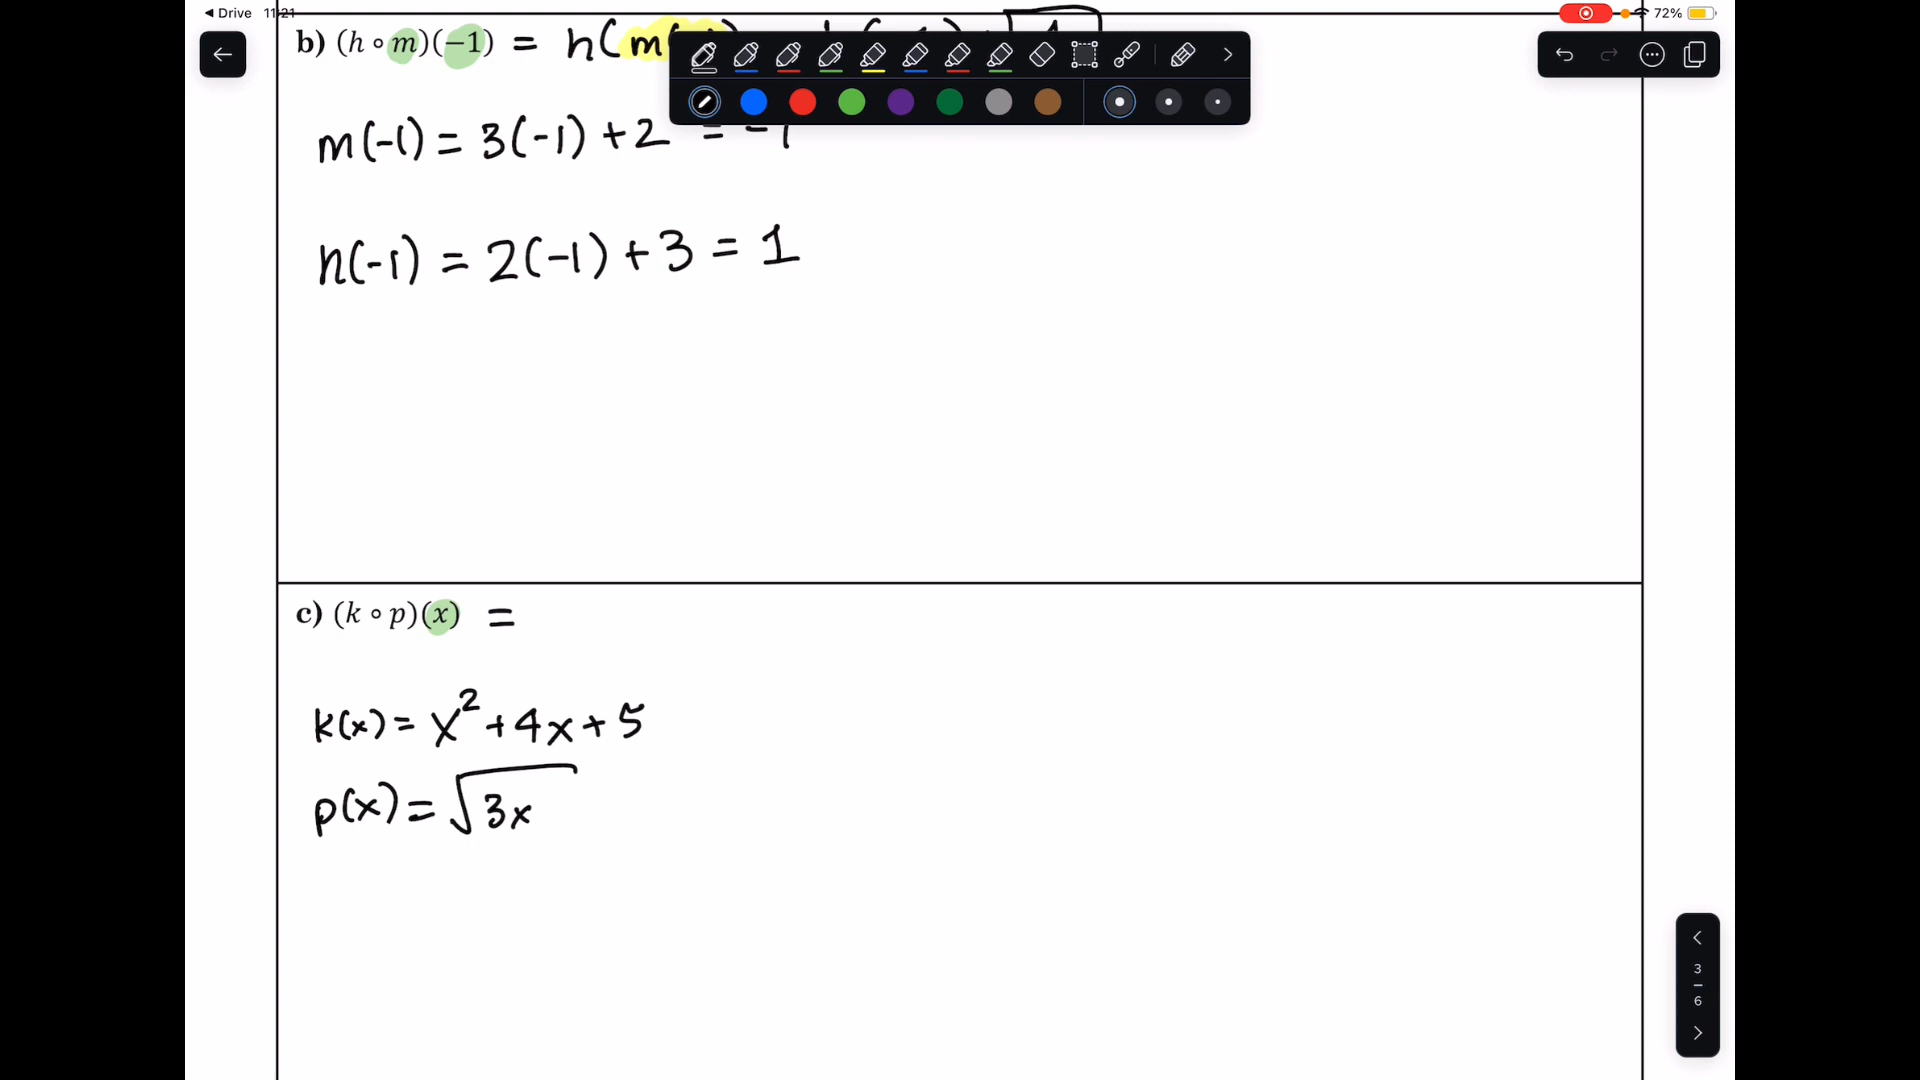 ◄ Drive 11:21 72%
b) (h ∘ m)(−1) = h(m
m(-1) = 3(-1) + 2 = -1
h(-1) = 2(-1) + 3 = 1
c) (k ∘ p)(x) =
k(x) = x² + 4x + 5
p(x) = √3x
3
6